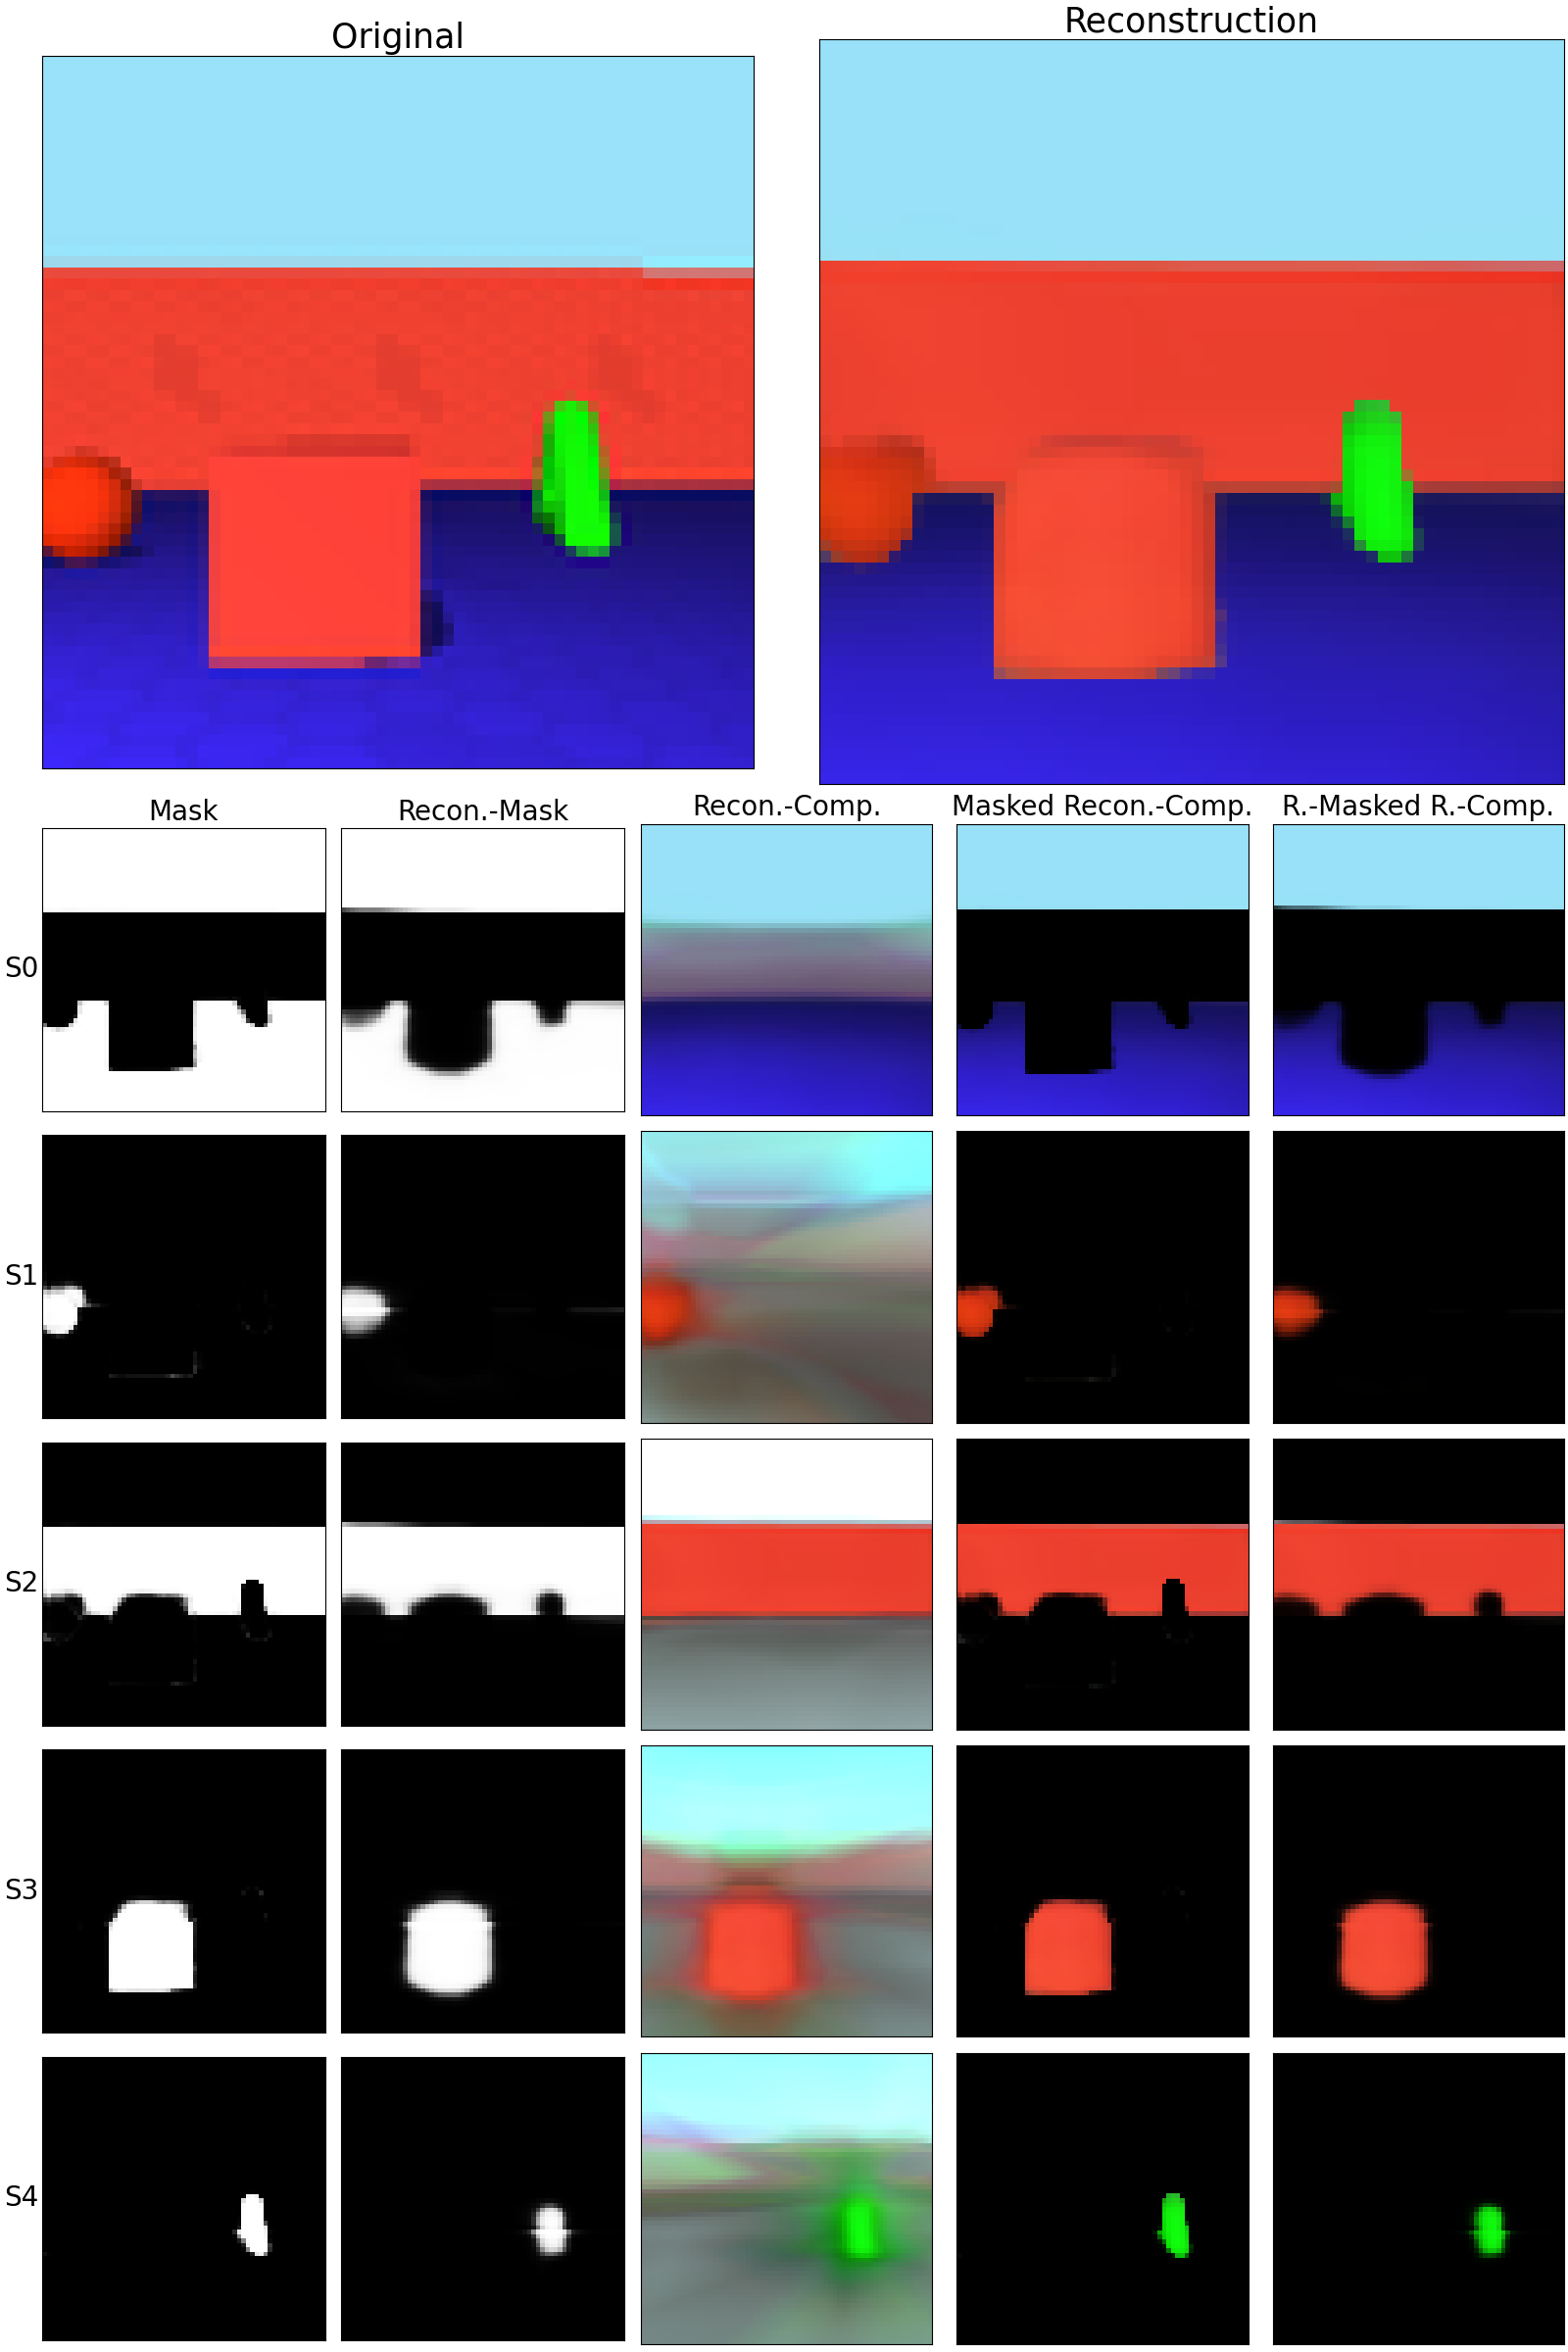 Original
Reconstruction
Mask
Recon.-Mask
Recon.-Comp.
Masked Recon.-Comp.
R.-Masked R.-Comp.
S0
S1
S2
S3
S4